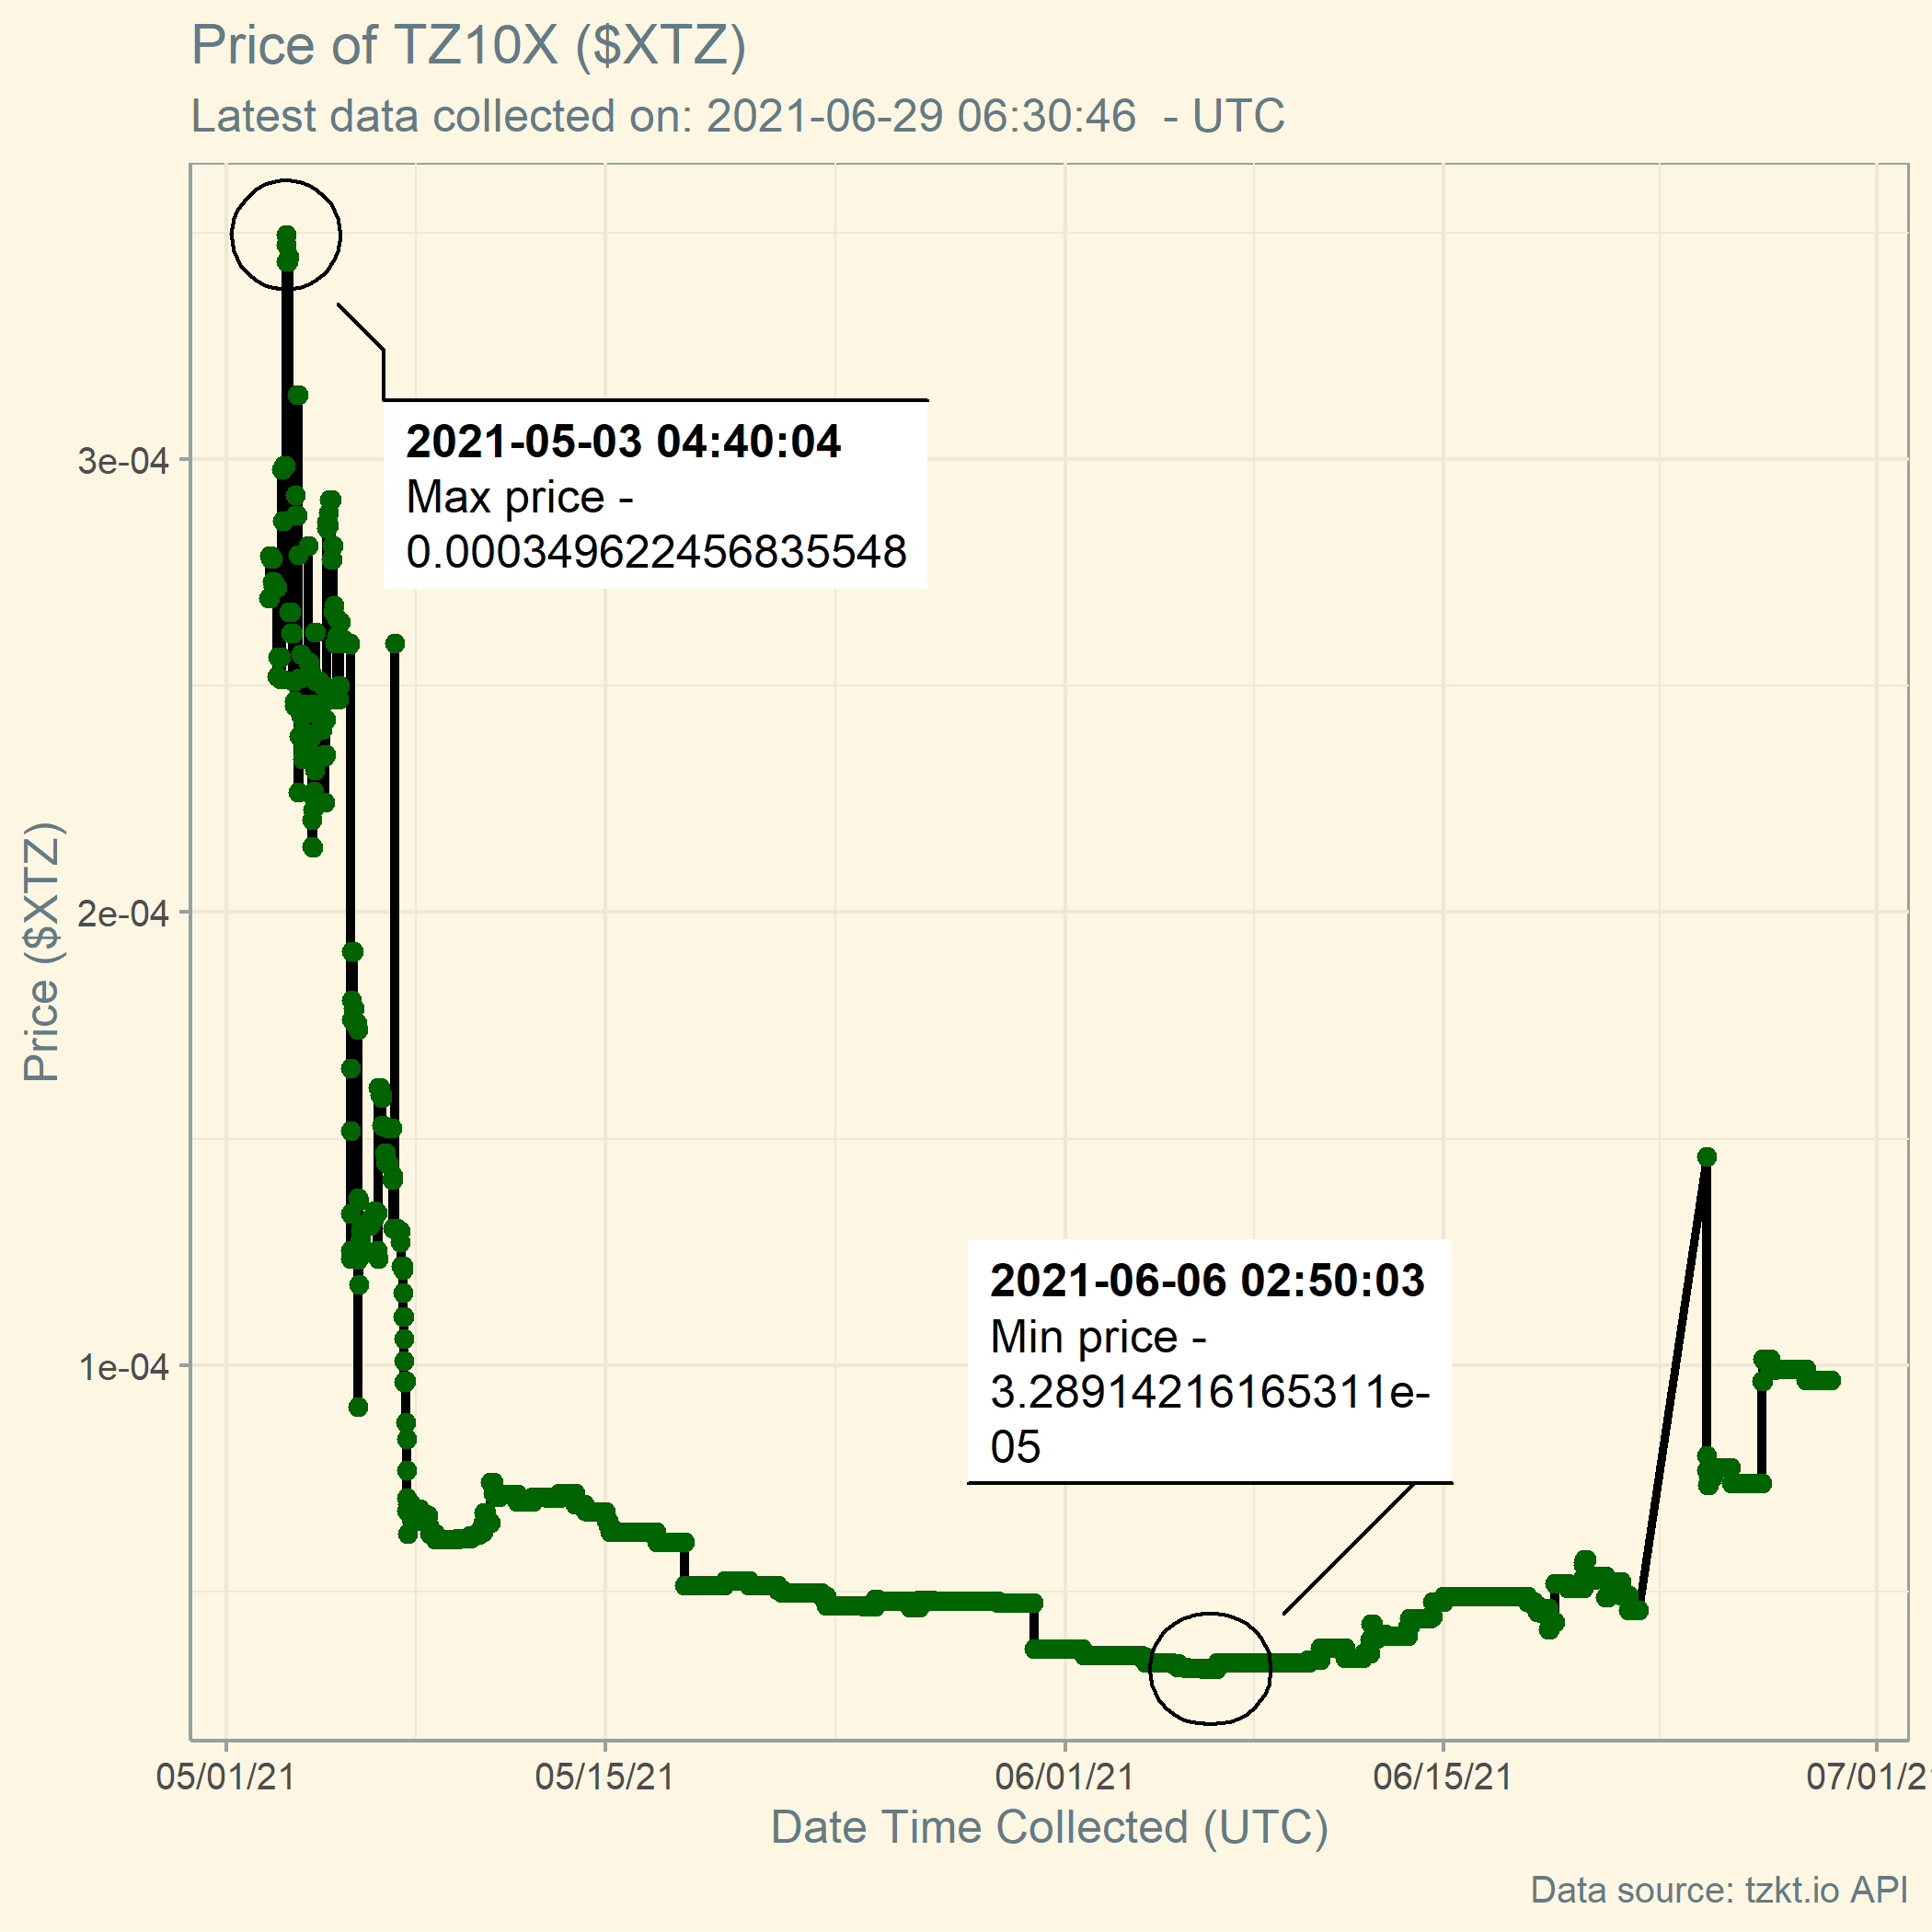 Price of TZ10X ($XTZ)
Latest data collected on: 2021-06-29 06:30:46  - UTC
2021-05-03 04:40:04
Max price -
0.000349622456835548
3e-04
2e-04
Price ($XTZ)
2021-06-06 02:50:03
Min price -
3.28914216165311e-
05
1e-04
05/01/21
05/15/21
06/01/21
06/15/21
07/01/2
Date Time Collected (UTC)
Data source: tzkt.io API